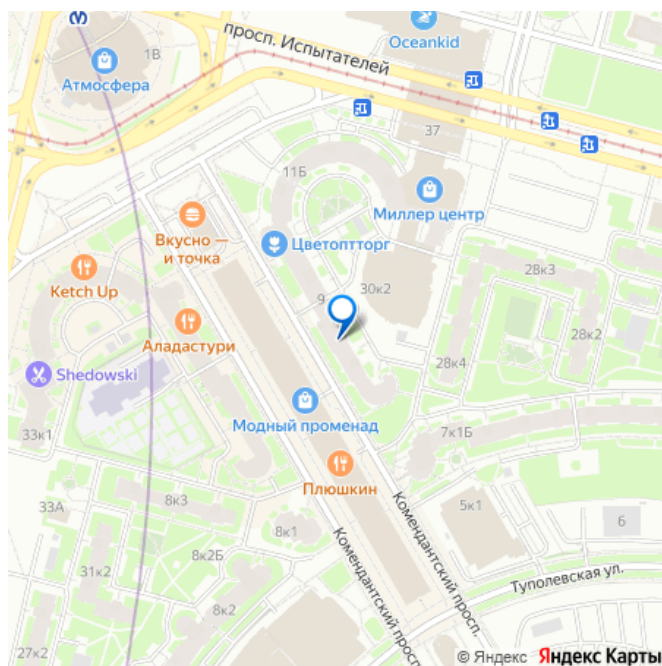 просп. Испытателей
Oceankid
1В
Атмосфера
37
11Б
Миллер центр
Вкусно —
и точка
Цветоптторг
28к3
Ketch Up
30к2
9
Аладастури
28к2
28к4
Shedowski
Модный променад
7к1Б
33к1
Плюшкин
8к3
33А
5к1
6
8к1
Комендантский просп.
Комендантский просп.
8к2Б
31к2
Туполевская ул.
8к2
27к2
© Яндекс Яндекс Карты